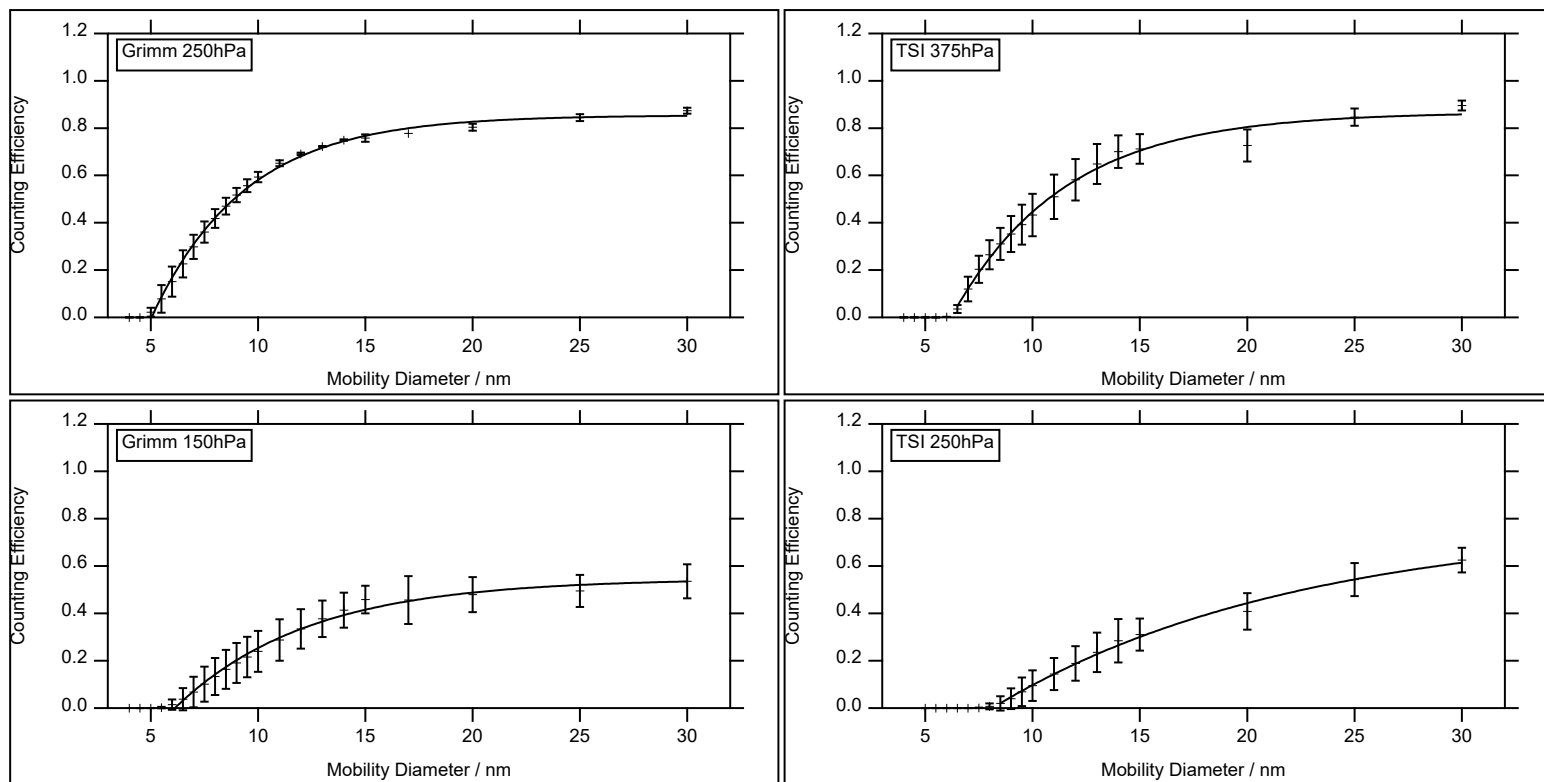 Grimm 250hPa
Counting Efficiency
1.2
1.0
0.8
0.6
0.4
0.2
0.0
5 10 15 20 25 30
Mobility Diameter / nm
TSI 375hPa
Counting Efficiency
1.2
1.0
0.8
0.6
0.4
0.2
0.0
5 10 15 20 25 30
Mobility Diameter / nm
Grimm 150hPa
Counting Efficiency
1.2
1.0
0.8
0.6
0.4
0.2
0.0
5 10 15 20 25 30
Mobility Diameter / nm
TSI 250hPa
Counting Efficiency
1.2
1.0
0.8
0.6
0.4
0.2
0.0
5 10 15 20 25 30
Mobility Diameter / nm